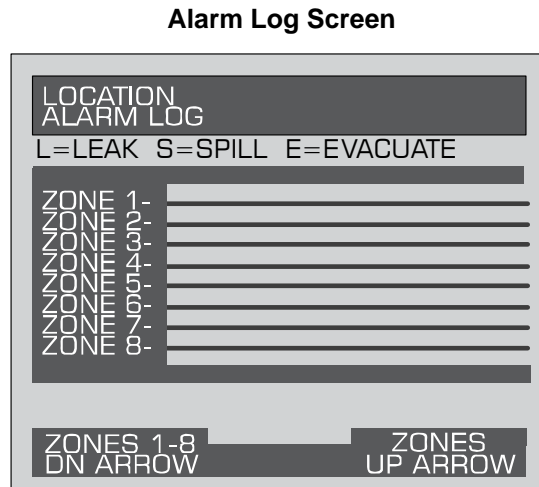 Alarm Log Screen
LOCATION
ALARM LOG
L=LEAK S=SPILL E=EVACUATE
ZONE 1-
ZONE 2-
ZONE 3-
ZONE 4-
ZONE 5-
ZONE 6-
ZONE 7-
ZONE 8-
ZONES 1-8
DN ARROW
ZONES
UP ARROW